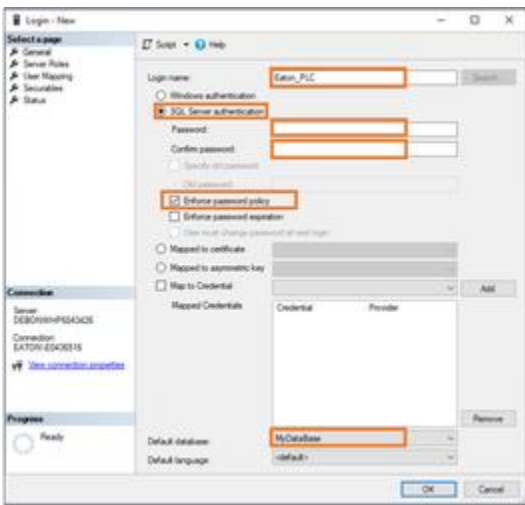 Login - New
Select a page
General
Server Roles
User Mapping
Securables
Status
Script
Help
Login name:
Eaton_PLC
Search...
Windows authentication
SQL Server authentication
Password:
Confirm password:
Specify old password
Old password:
Enforce password policy
Enforce password expiration
User must change password at next login
Mapped to certificate
Mapped to asymmetric key
Map to Credential
Add
Mapped Credentials
Credential
Provider
Connection
Server:
Connection:
View connection properties
Progress
Ready
Remove
Default database:
MyDataBase
Default language:
<default>
OK
Cancel